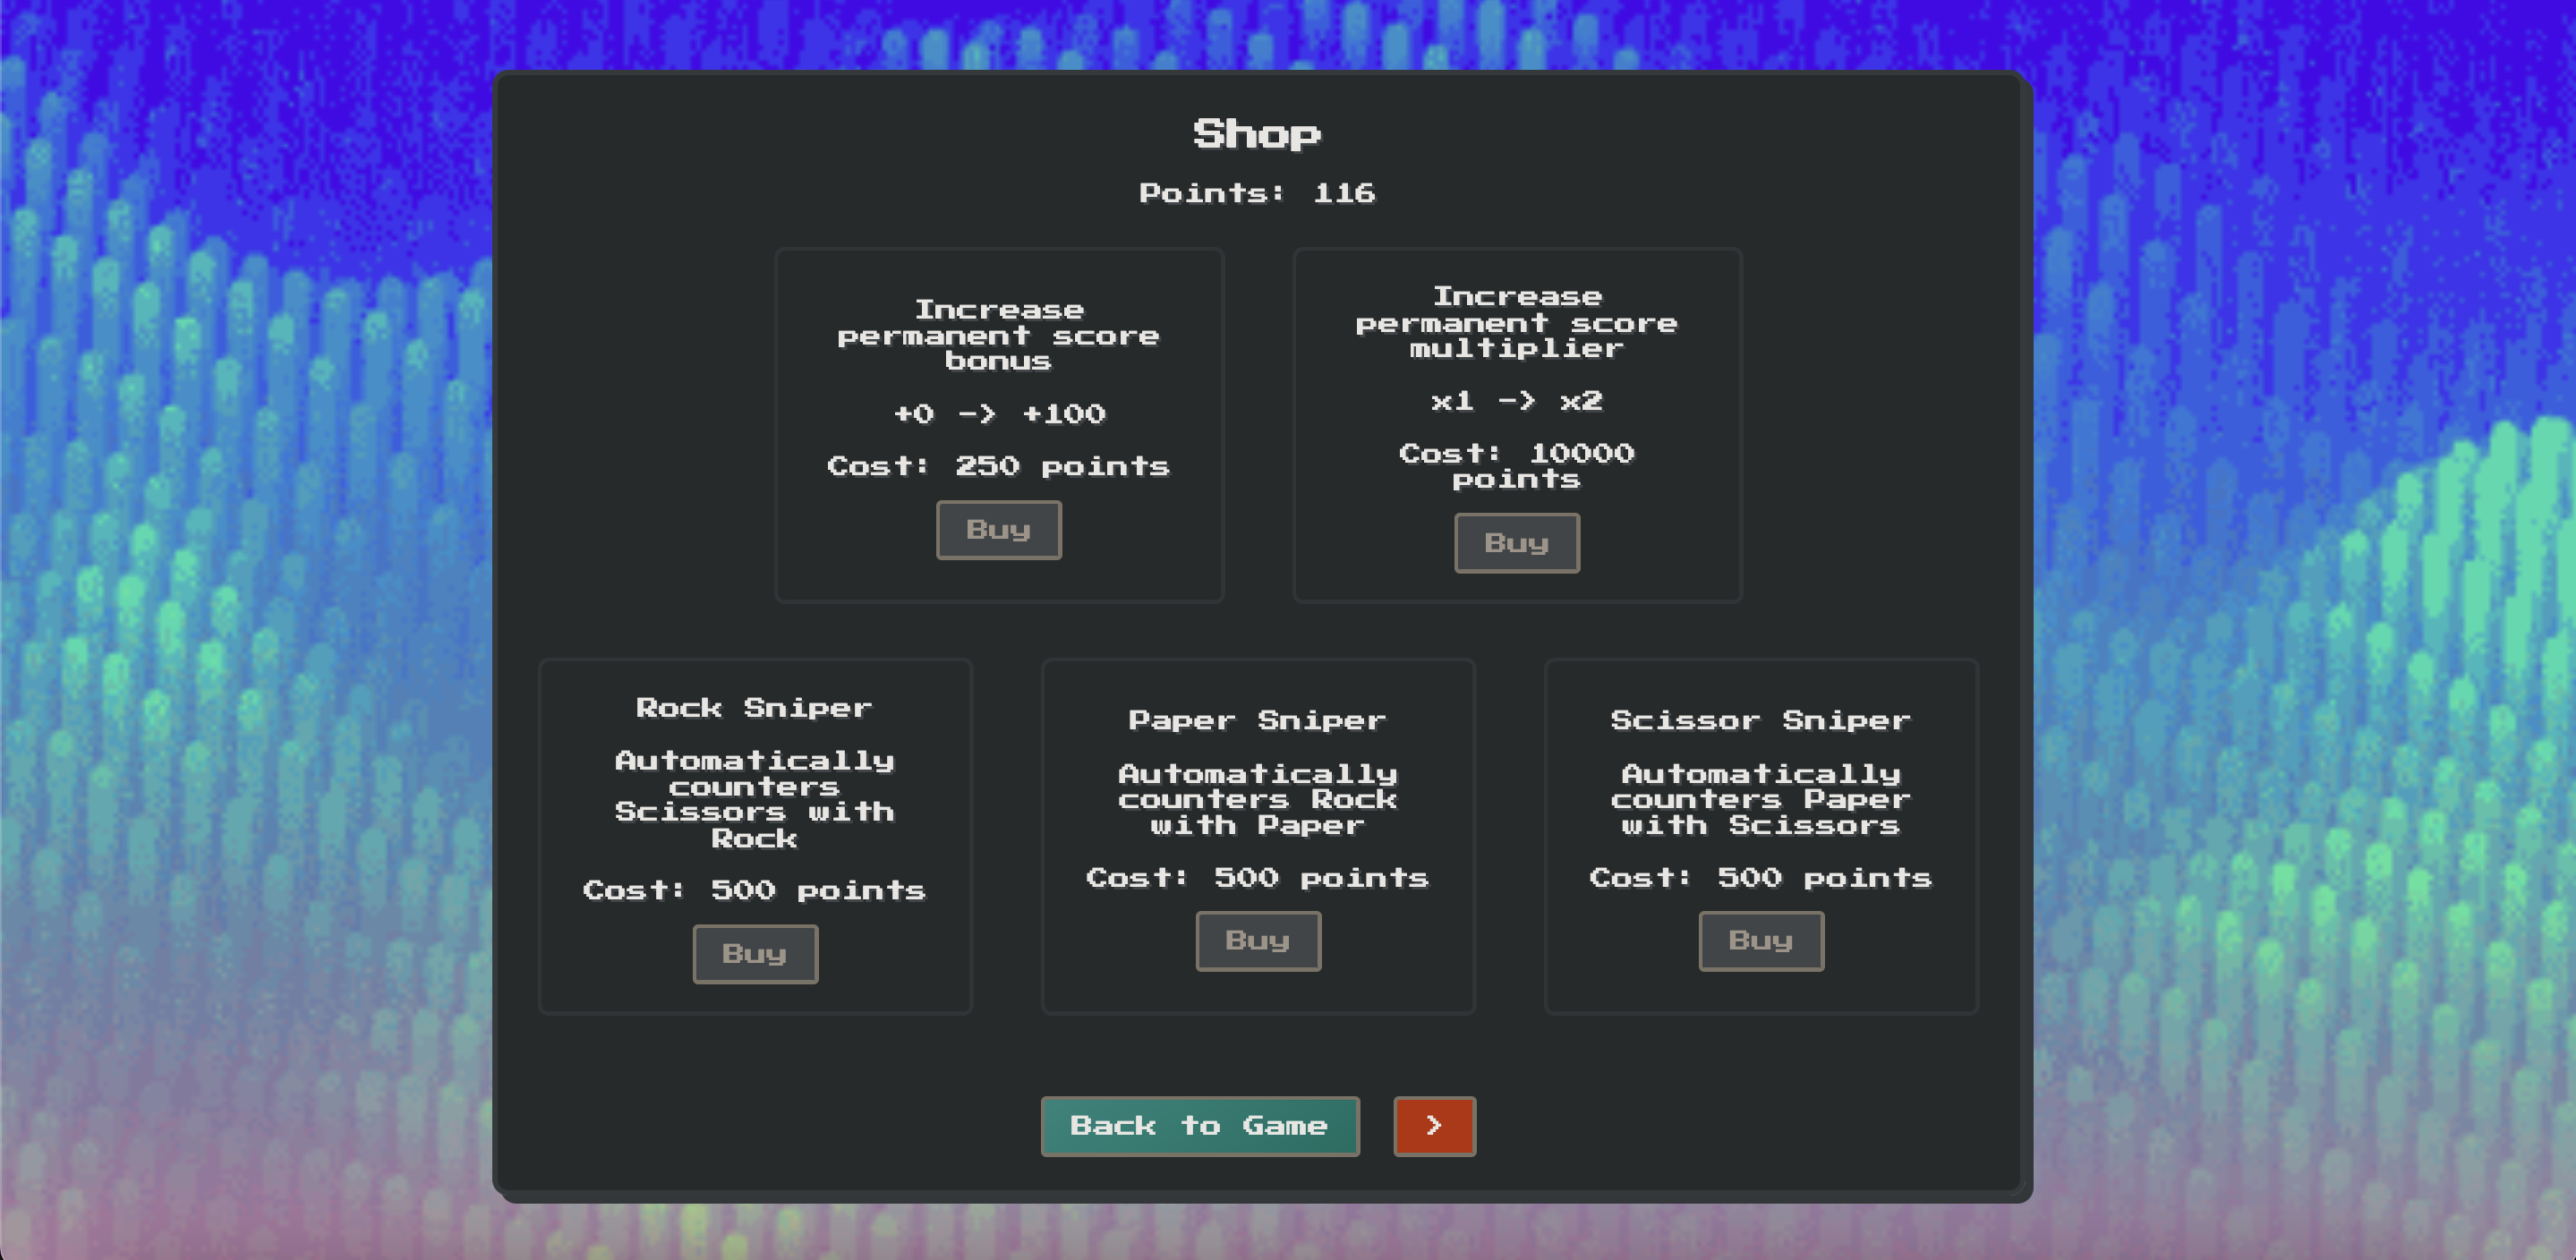 Shop
Points: 116
Increase
permanent score
bonus
+0 -> +100
Cost: 250 points
Buy
Increase
permanent score
multiplier
x1 -> x2
Cost: 10000
points
Buy
Rock Sniper
Automatically
counters
Scissors with
Rock
Cost: 500 points
Buy
Paper Sniper
Automatically
counters Rock
with Paper
Cost: 500 points
Buy
Scissor Sniper
Automatically
counters Paper
with Scissors
Cost: 500 points
Buy
Back to Game
>